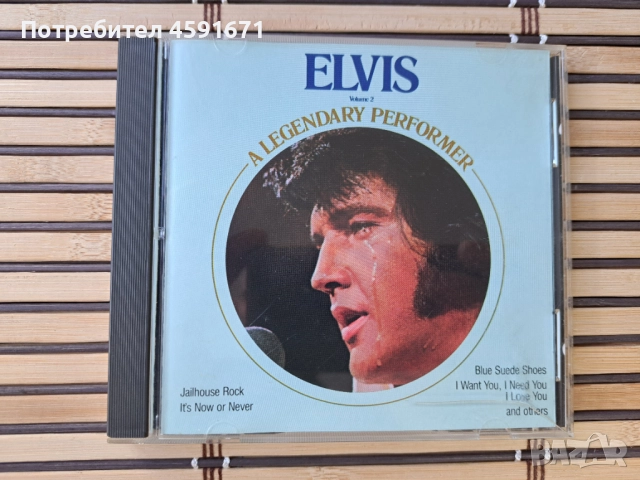 Потребител 4591671
ELVIS
Volume 2
A LEGENDARY PERFORMER
Blue Suede Shoes
Jailhouse Rock
I Want You, I Need You
I Love You
It's Now or Never
and others
BAZAR